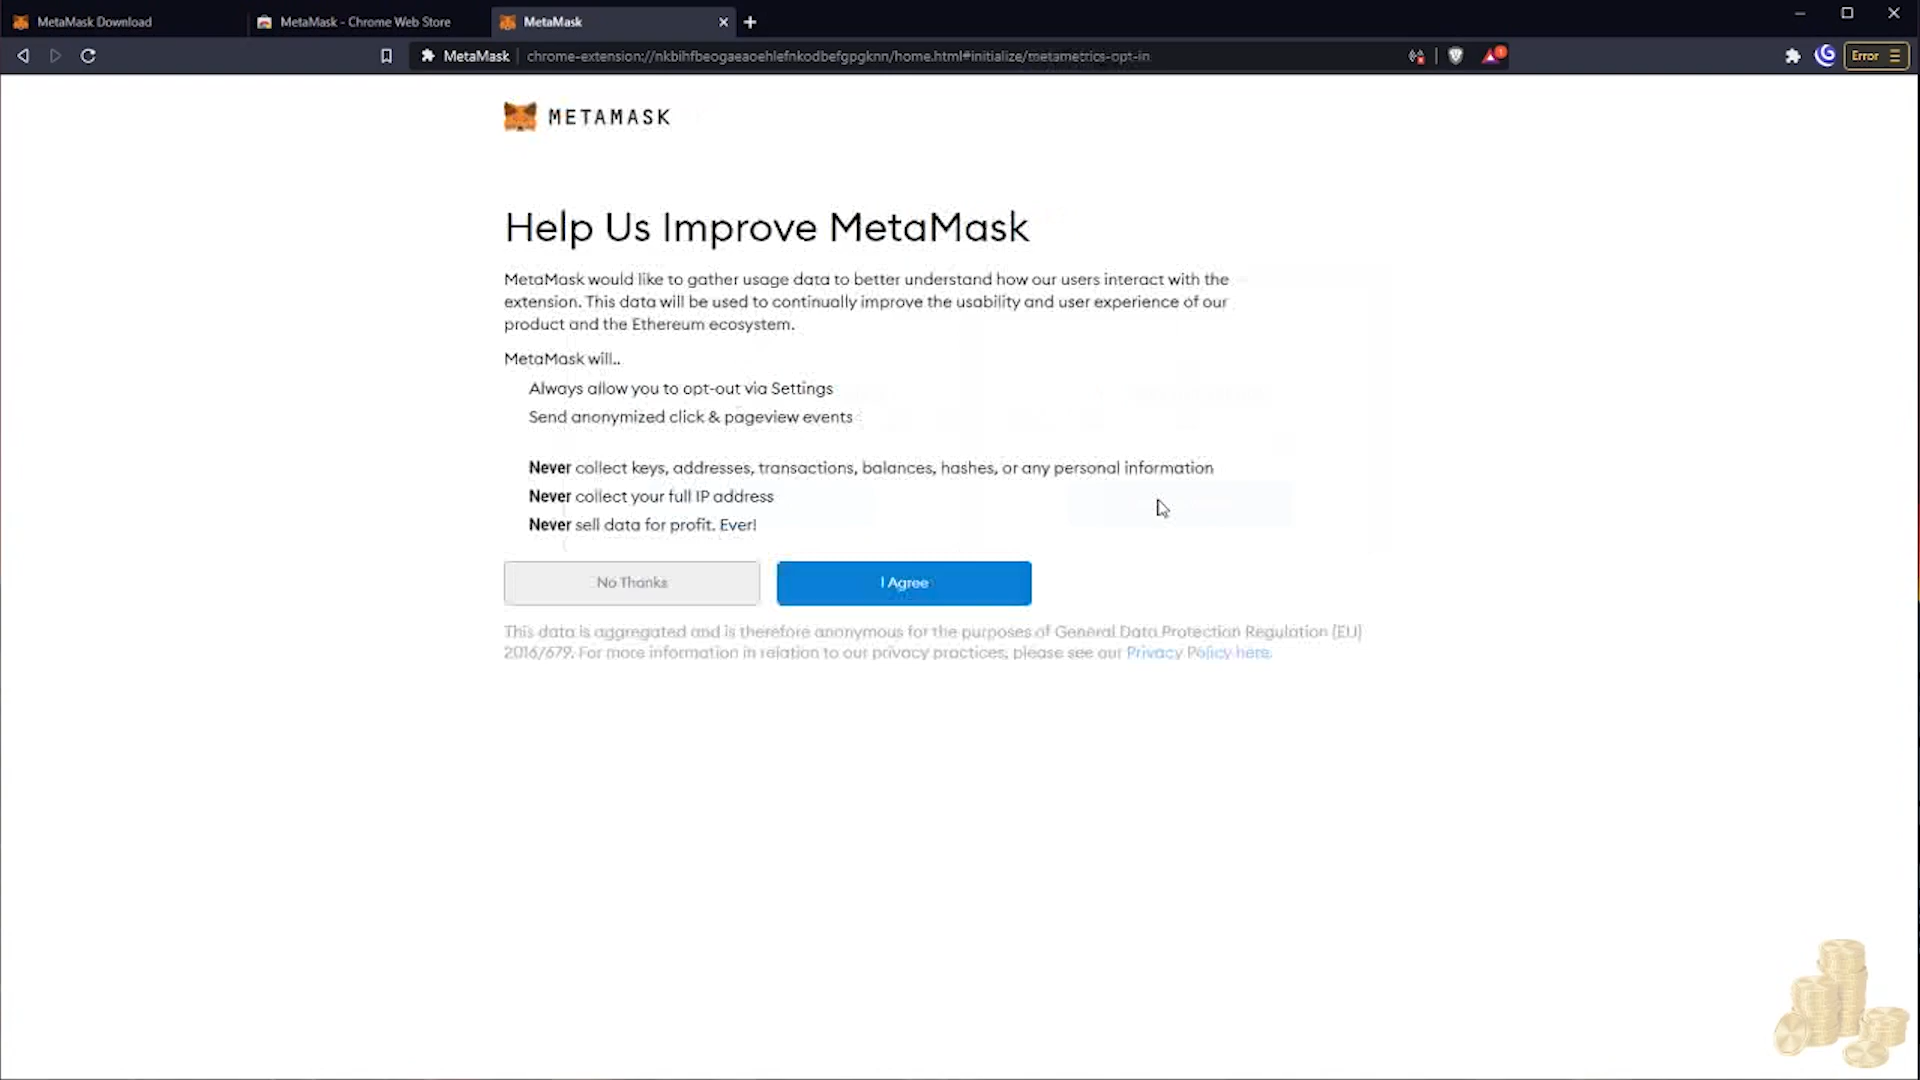 MetaMask Download
MetaMask - Chrome Web Store
MetaMask
MetaMask
chrome-extension://nkbihfbeogaeaoehlefnkodbefgpgknn/home.html#initialize/metametrics-opt-in
1
Error
METAMASK
Help Us Improve MetaMask
MetaMask would like to gather usage data to better understand how our users interact with the
extension. This data will be used to continually improve the usability and user experience of our
product and the Ethereum ecosystem.
MetaMask will..
Always allow you to opt-out via Settings
Send anonymized click & pageview events
Never collect keys, addresses, transactions, balances, hashes, or any personal information
Never collect your full IP address
Never sell data for profit. Ever!
No Thanks
I Agree
This data is aggregated and is therefore anonymous for the purposes of General Data Protection Regulation (EU)
2016/679. For more information in relation to our privacy practices, please see our Privacy Policy here.